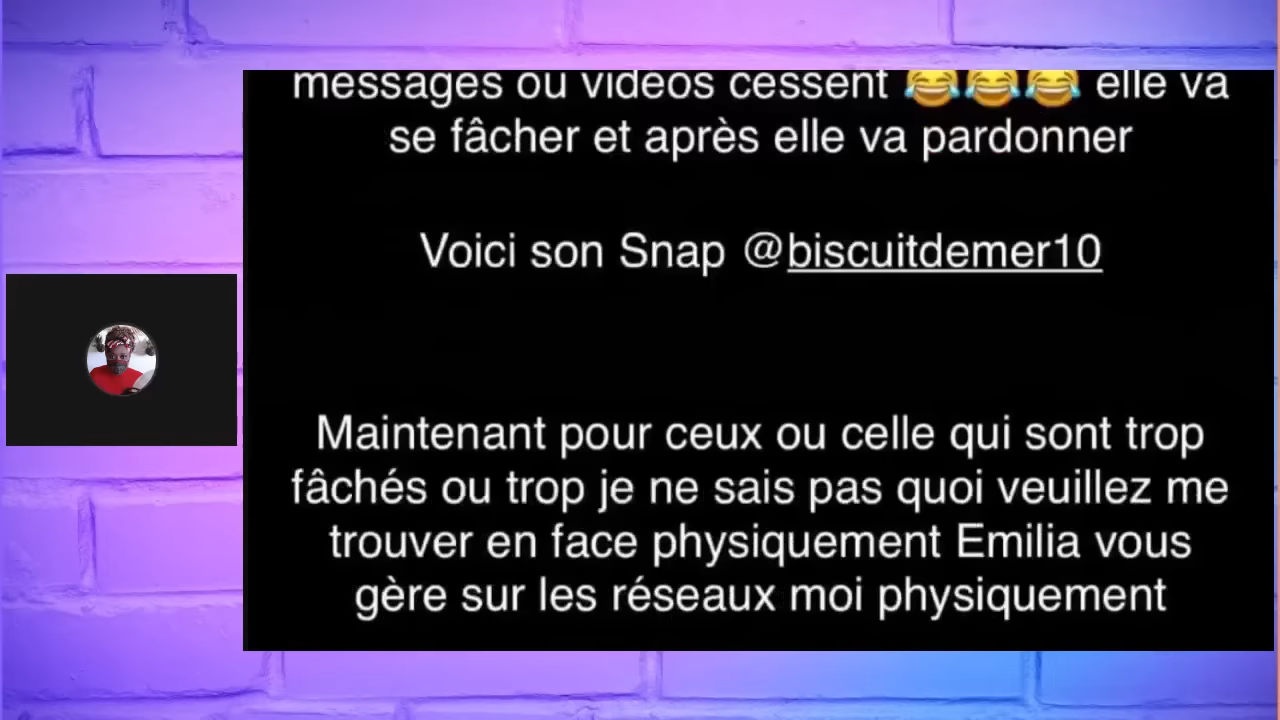 messages ou vidéos cessent 😂😂😂 elle va
se fâcher et après elle va pardonner
Voici son Snap @biscuitdemer10
Maintenant pour ceux ou celle qui sont trop
fâchés ou trop je ne sais pas quoi veuillez me
trouver en face physiquement Emilia vous
gère sur les réseaux moi physiquement